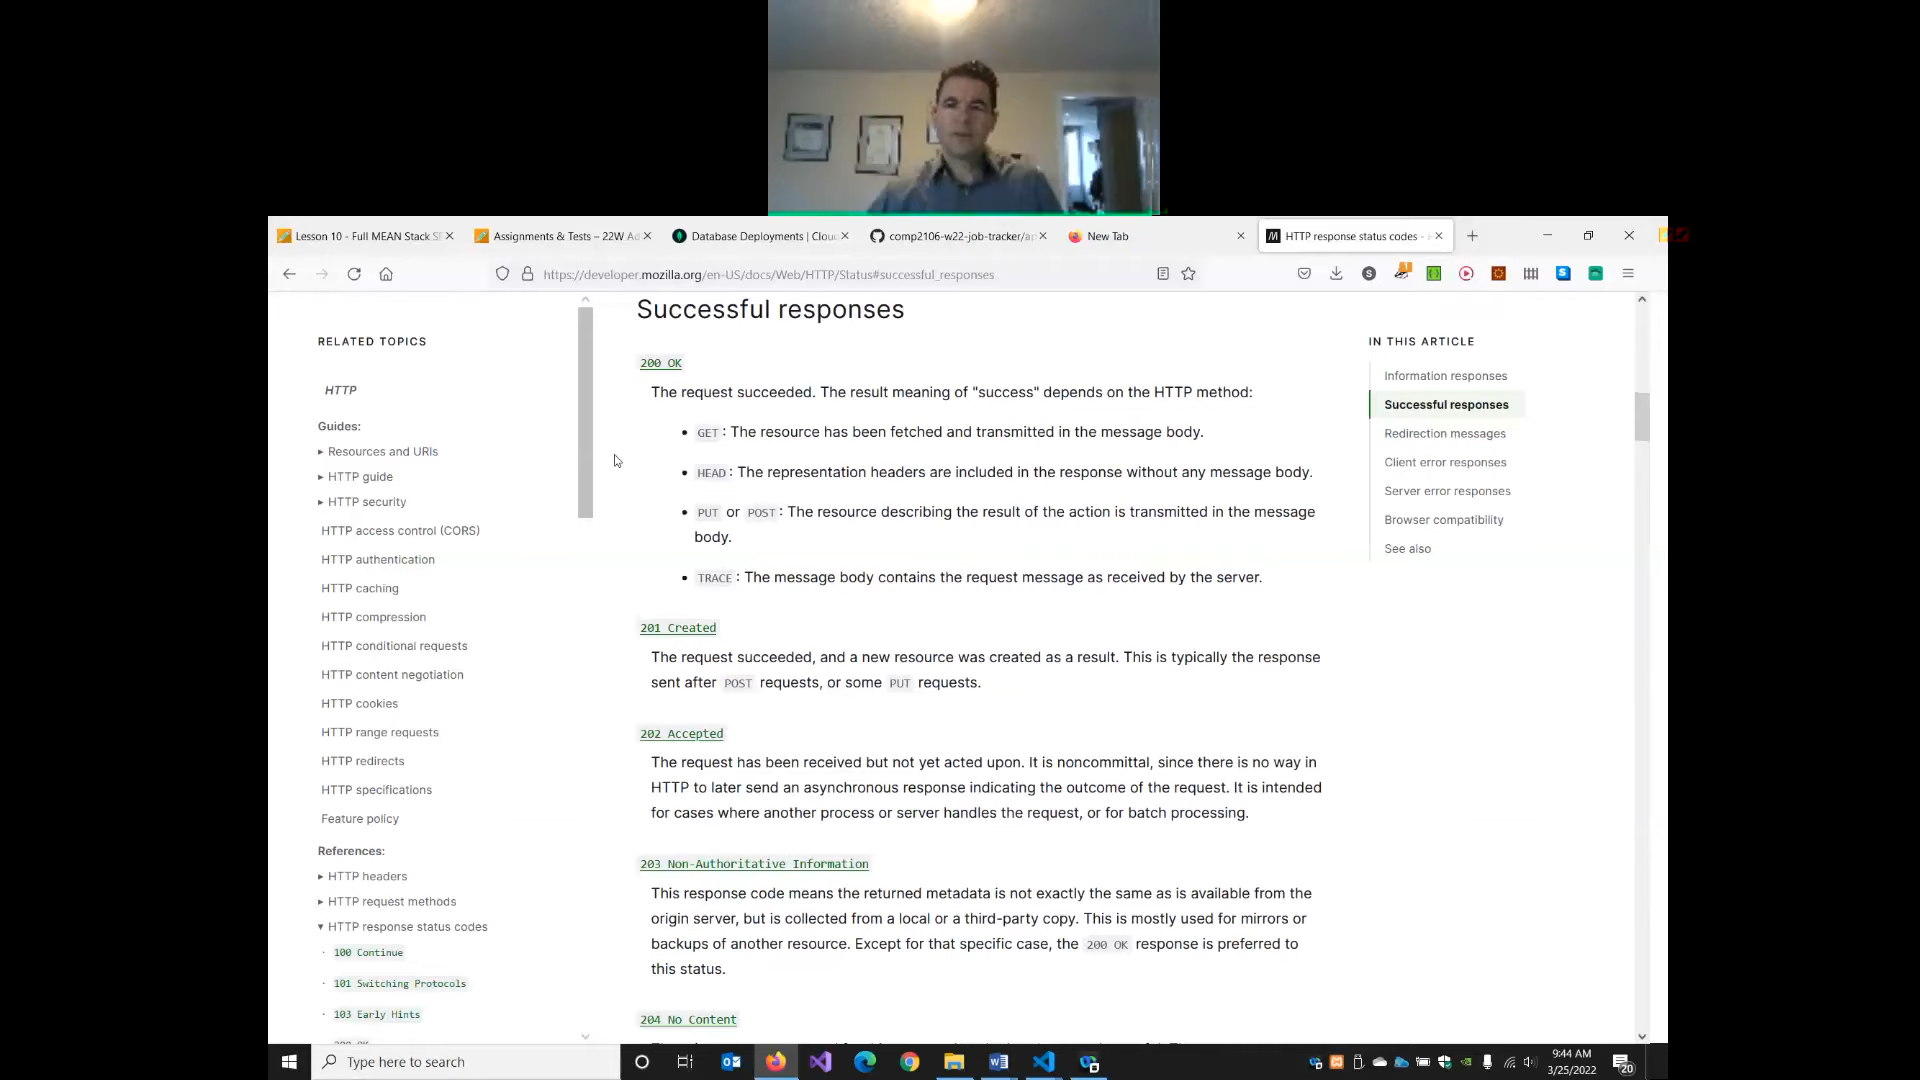 Lesson 10 - Full MEAN Stack SF
Assignments & Tests – 22W Ad
Database Deployments | Clou
comp2106-w22-job-tracker/ap
New Tab
HTTP response status codes -
https://developer.mozilla.org/en-US/docs/Web/HTTP/Status#successful_responses
RELATED TOPICS
HTTP
Guides:
Resources and URIs
HTTP guide
HTTP security
HTTP access control (CORS)
HTTP authentication
HTTP caching
HTTP compression
HTTP conditional requests
HTTP content negotiation
HTTP cookies
HTTP range requests
HTTP redirects
HTTP specifications
Feature policy
References:
HTTP headers
HTTP request methods
HTTP response status codes
100 Continue
101 Switching Protocols
103 Early Hints
Successful responses
200 OK
The request succeeded. The result meaning of "success" depends on the HTTP method:
• GET: The resource has been fetched and transmitted in the message body.
• HEAD: The representation headers are included in the response without any message body.
• PUT or POST: The resource describing the result of the action is transmitted in the message
body.
• TRACE: The message body contains the request message as received by the server.
201 Created
The request succeeded, and a new resource was created as a result. This is typically the response
sent after POST requests, or some PUT requests.
202 Accepted
The request has been received but not yet acted upon. It is noncommittal, since there is no way in
HTTP to later send an asynchronous response indicating the outcome of the request. It is intended
for cases where another process or server handles the request, or for batch processing.
203 Non-Authoritative Information
This response code means the returned metadata is not exactly the same as is available from the
origin server, but is collected from a local or a third-party copy. This is mostly used for mirrors or
backups of another resource. Except for that specific case, the 200 OK response is preferred to
this status.
204 No Content
IN THIS ARTICLE
Information responses
Successful responses
Redirection messages
Client error responses
Server error responses
Browser compatibility
See also
Type here to search
9:44 AM
3/25/2022
20